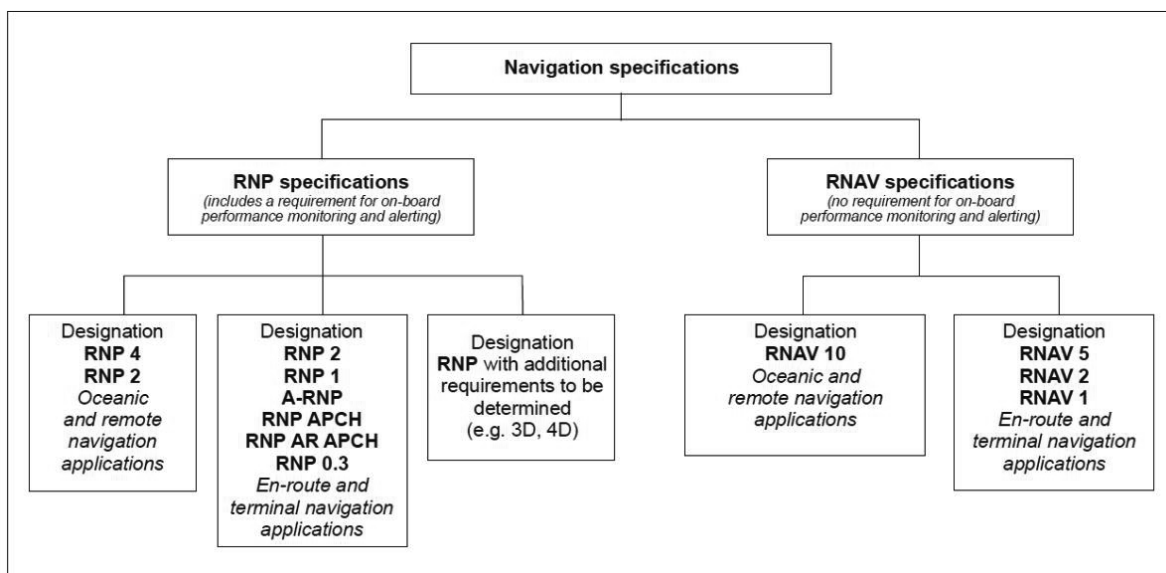 Navigation specifications
RNP specifications
(includes a requirement for on-board
performance monitoring and alerting)
RNAV specifications
(no requirement for on-board
performance monitoring and alerting)
Designation
RNP 4
RNP 2
Oceanic
and remote
navigation
applications
Designation
RNP 2
RNP 1
A-RNP
RNP APCH
RNP AR APCH
RNP 0.3
En-route and
terminal navigation
applications
Designation
RNP with additional
requirements to be
determined
(e.g. 3D, 4D)
Designation
RNAV 10
Oceanic and
remote navigation
applications
Designation
RNAV 5
RNAV 2
RNAV 1
En-route and
terminal navigation
applications